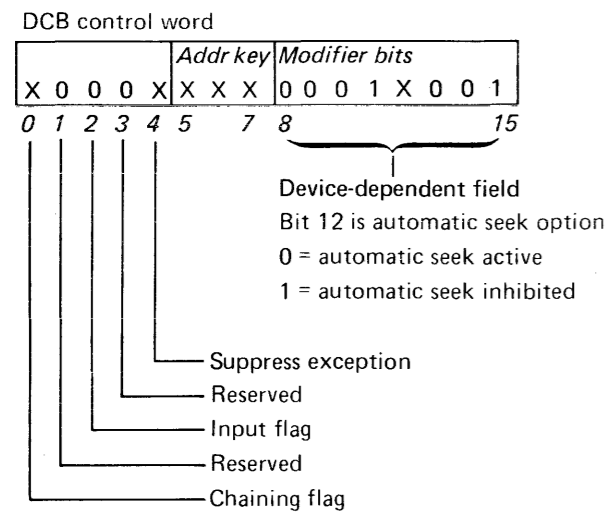 DCB control word
Addr key Modifier bits
X 0 0 0 X X X X 0 0 0 1 X 0 0 1
0 1 2 3 4 5 7 8 15
Device-dependent field
Bit 12 is automatic seek option
0 = automatic seek active
1 = automatic seek inhibited
Suppress exception
Reserved
Input flag
Reserved
Chaining flag